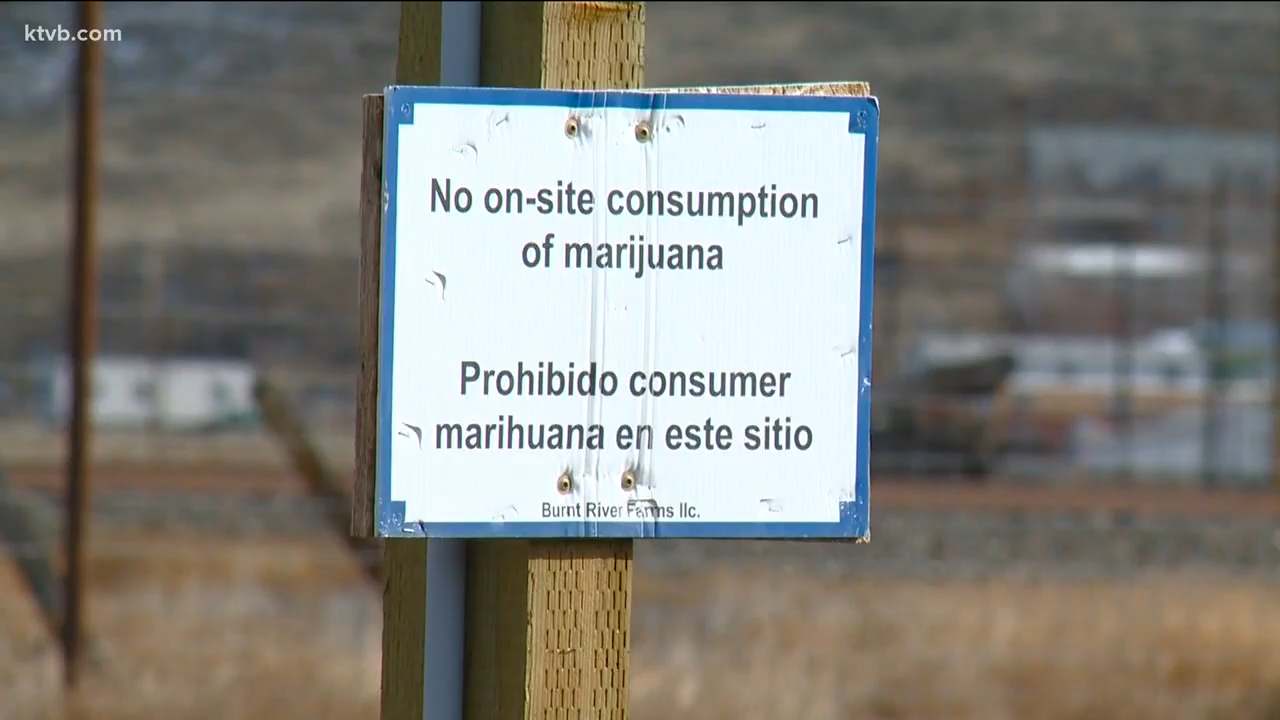 ktvb.com
No on-site consumption
of marijuana
Prohibido consumer
marihuana en este sitio
Burnt River Farms llc.